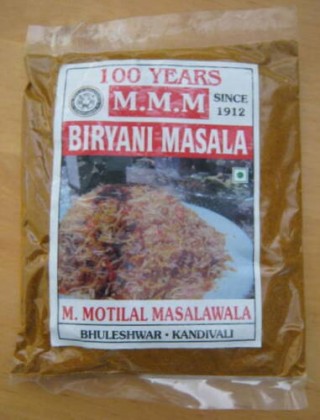 100 YEARS
M.M.M
SINCE
1912
BIRYANI MASALA
M. MOTILAL MASALAWALA
BHULESHWAR • KANDIVALI